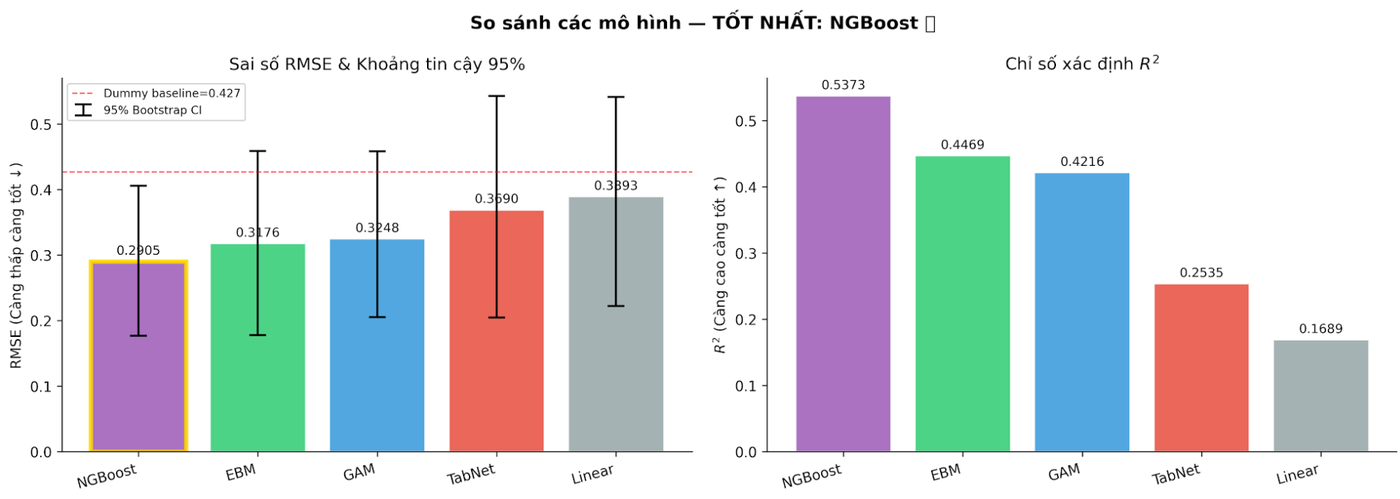 So sánh các mô hình — TỐT NHẤT: NGBoost ▯
Sai số RMSE & Khoảng tin cậy 95%
Dummy baseline=0.427
95% Bootstrap CI
RMSE (Càng thấp càng tốt ↓)
0.5
0.4
0.3
0.2
0.1
0.0
0.2905
0.3176
0.3248
0.3690
0.3893
NGBoost
EBM
GAM
TabNet
Linear
Chỉ số xác định R²
R² (Càng cao càng tốt ↑)
0.5
0.4
0.3
0.2
0.1
0.0
0.5373
0.4469
0.4216
0.2535
0.1689
NGBoost
EBM
GAM
TabNet
Linear